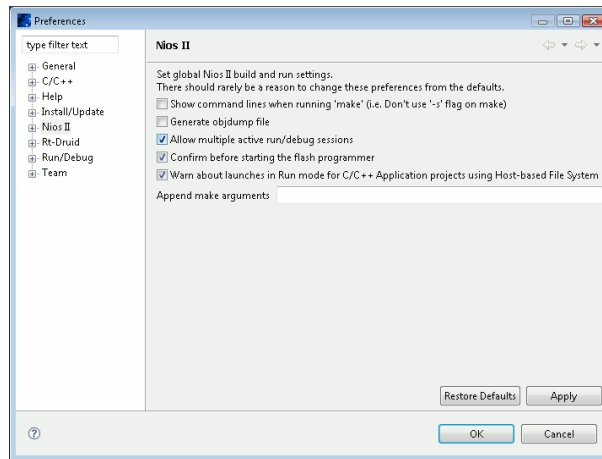 Preferences
type filter text
General
C/C++
Help
Install/Update
Nios II
Rt-Druid
Run/Debug
Team
Nios II
Set global Nios II build and run settings.
There should rarely be a reason to change these preferences from the defaults.
Show command lines when running 'make' (i.e. Don't use '-s' flag on make)
Generate objdump file
Allow multiple active run/debug sessions
Confirm before starting the flash programmer
Warn about launches in Run mode for C/C++ Application projects using Host-based File System
Append make arguments
Restore Defaults
Apply
OK
Cancel